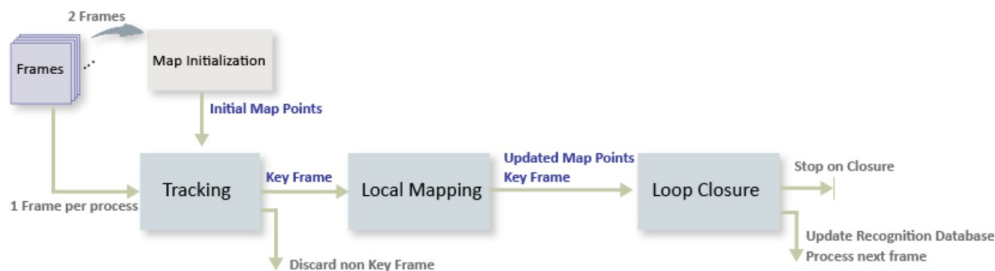 2 Frames
Frames
Map Initialization
Initial Map Points
1 Frame per process
Tracking
Key Frame
Discard non Key Frame
Local Mapping
Updated Map Points
Key Frame
Loop Closure
Stop on Closure
Update Recognition Database
Process next frame